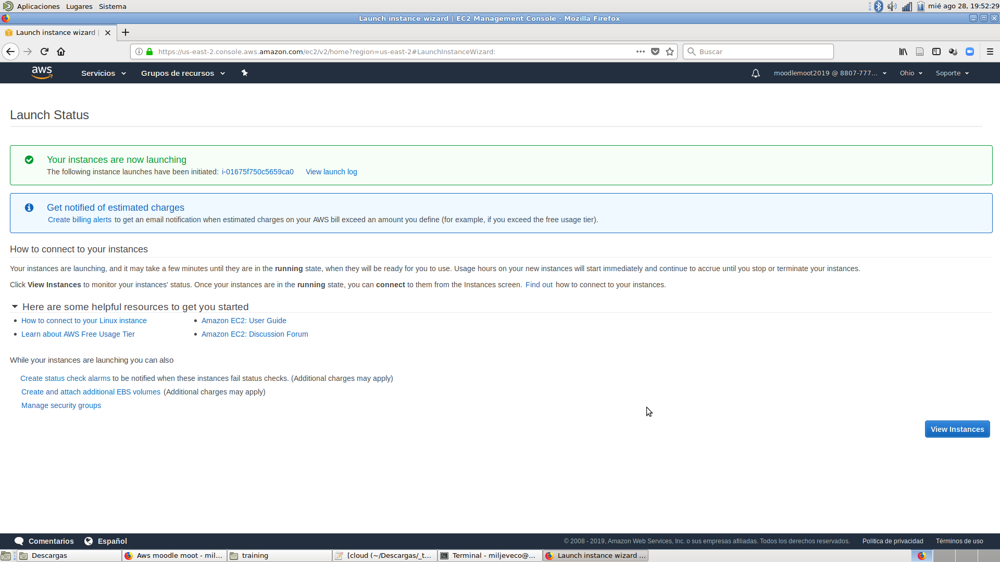 Aplicaciones Lugares Sistema mié ago 28, 19:52:29
Launch instance wizard | EC2 Management Console - Mozilla Firefox
Launch instance wizard |
https://us-east-2.console.aws.amazon.com/ec2/v2/home?region=us-east-2#LaunchInstanceWizard: Buscar
aws Servicios Grupos de recursos moodlemoot2019 @ 8807-777... Ohio Soporte
Launch Status
Your instances are now launching
The following instance launches have been initiated: i-01675f750c5659ca0 View launch log
Get notified of estimated charges
Create billing alerts to get an email notification when estimated charges on your AWS bill exceed an amount you define (for example, if you exceed the free usage tier).
How to connect to your instances
Your instances are launching, and it may take a few minutes until they are in the running state, when they will be ready for you to use. Usage hours on your new instances will start immediately and continue to accrue until you stop or terminate your instances.
Click View Instances to monitor your instances' status. Once your instances are in the running state, you can connect to them from the Instances screen. Find out how to connect to your instances.
Here are some helpful resources to get you started
• How to connect to your Linux instance • Amazon EC2: User Guide
• Learn about AWS Free Usage Tier • Amazon EC2: Discussion Forum
While your instances are launching you can also
Create status check alarms to be notified when these instances fail status checks. (Additional charges may apply)
Create and attach additional EBS volumes (Additional charges may apply)
Manage security groups
View Instances
Comentarios Español © 2008 - 2019, Amazon Web Services, Inc. o sus empresas afiliadas. Todos los derechos reservados. Política de privacidad Términos de uso
Descargas Aws moodle moot - mil... training [cloud (~/Descargas/_t... Terminal - miljeveco@... Launch instance wizard ...